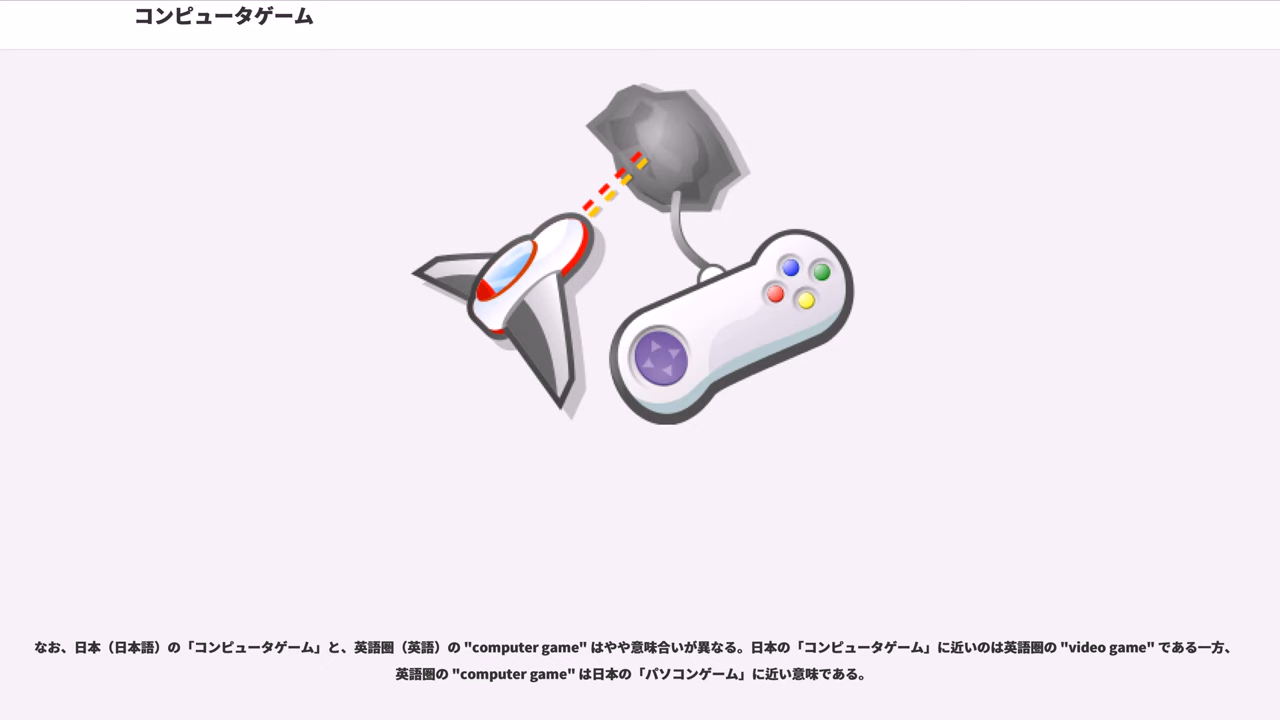 コンピュータゲーム
なお、日本（日本語）の「コンピュータゲーム」と、英語圏（英語）の "computer game" はやや意味合いが異なる。日本の「コンピュータゲーム」に近いのは英語圏の "video game" である一方、
英語圏の "computer game" は日本の「パソコンゲーム」に近い意味である。